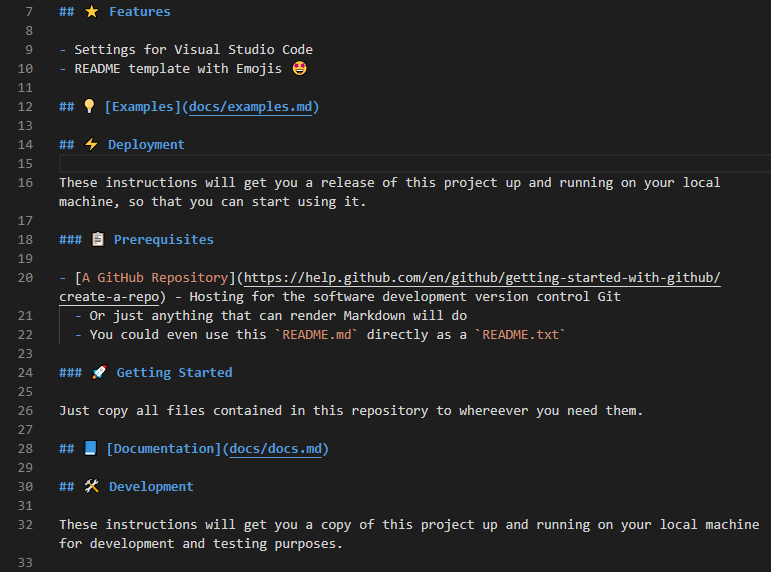 7 ## ⭐ Features
8
9 - Settings for Visual Studio Code
10 - README template with Emojis 🤩
11
12 ## 💡 [Examples](docs/examples.md)
13
14 ## ⚡ Deployment
15
16 These instructions will get you a release of this project up and running on your local
machine, so that you can start using it.
17
18 ### 📋 Prerequisites
19
20 - [A GitHub Repository](https://help.github.com/en/github/getting-started-with-github/
create-a-repo) - Hosting for the software development version control Git
21   - Or just anything that can render Markdown will do
22   - You could even use this `README.md` directly as a `README.txt`
23
24 ### 🚀 Getting Started
25
26 Just copy all files contained in this repository to whereever you need them.
27
28 ## 📘 [Documentation](docs/docs.md)
29
30 ## 🛠 Development
31
32 These instructions will get you a copy of this project up and running on your local machine
for development and testing purposes.
33